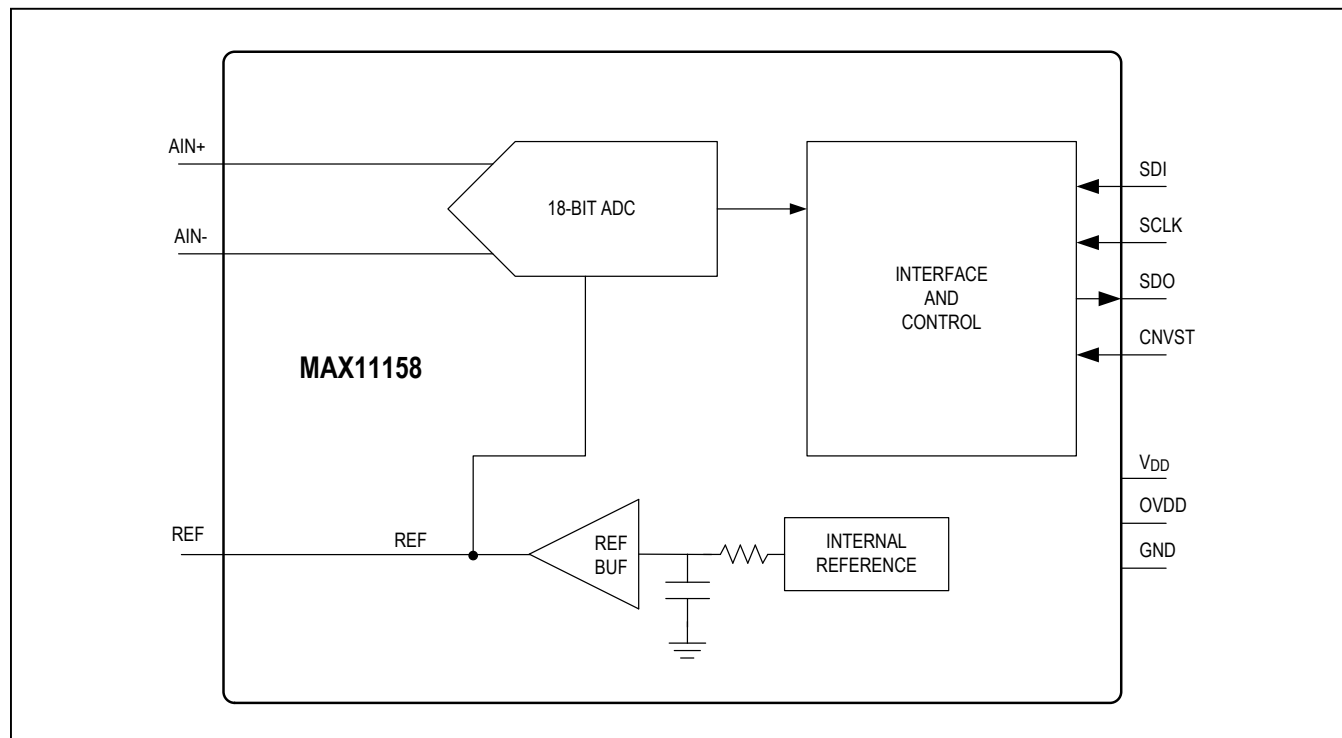 AIN+
AIN-
18-BIT ADC
MAX11158
INTERFACE
AND
CONTROL
SDI
SCLK
SDO
CNVST
VDD
OVDD
GND
REF
REF
REF
BUF
INTERNAL
REFERENCE